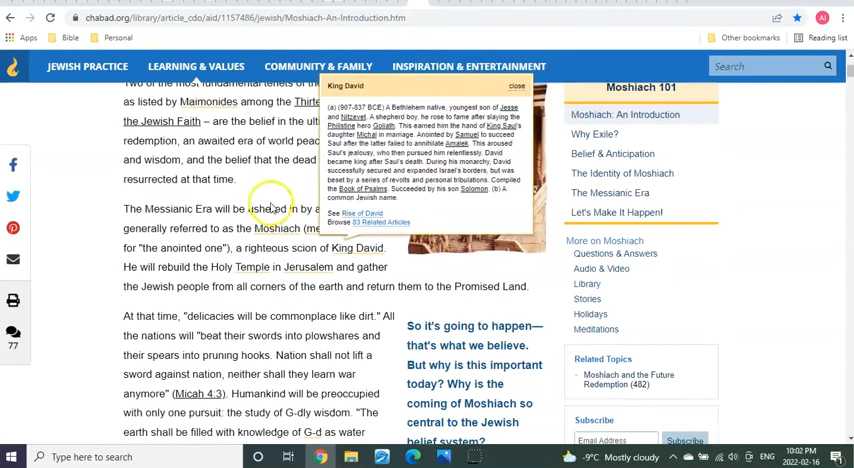 chabad.org/library/article_cdo/aid/1157486/jewish/Moshiach-An-Introduction.htm
AI
Apps
Bible
Personal
Other bookmarks
Reading list
JEWISH PRACTICE
LEARNING & VALUES
COMMUNITY & FAMILY
INSPIRATION & ENTERTAINMENT
Search
Two of the most fundamental tenets of
as listed by Maimonides among the Thirte
the Jewish Faith – are the belief in the ulti
redemption, an awaited era of world peac
and wisdom, and the belief that the dead
resurrected at that time.
King David
close
(a) (907-837 BCE) A Bethlehem native, youngest son of Jesse
and Nitzevet. A shepherd boy, he rose to fame after slaying the
Philistine hero Goliath. This earned him the hand of King Saul's
daughter Michal in marriage. Anointed by Samuel to succeed
Saul after the latter failed to annihilate Amalek. This aroused
Saul's jealousy, who then pursued him relentlessly. David
became king after Saul's death. During his monarchy, David
successfully secured and expanded Israel's borders, but was
beset by a series of revolts and personal tribulations. Compiled
the Book of Psalms. Succeeded by his son Solomon. (b) A
common Jewish name.
See Rise of David
Browse 83 Related Articles
The Messianic Era will be ushered in by a
generally referred to as the Moshiach (me
for "the anointed one"), a righteous scion of King David.
He will rebuild the Holy Temple in Jerusalem and gather
the Jewish people from all corners of the earth and return them to the Promised Land.
At that time, "delicacies will be commonplace like dirt." All
the nations will "beat their swords into plowshares and
their spears into pruning hooks. Nation shall not lift a
sword against nation, neither shall they learn war
anymore" (Micah 4:3). Humankind will be preoccupied
with only one pursuit: the study of G-dly wisdom. "The
earth shall be filled with knowledge of G-d as water
So it's going to happen—
that's what we believe.
But why is this important
today? Why is the
coming of Moshiach so
central to the Jewish
belief system?
Moshiach 101
Moshiach: An Introduction
Why Exile?
Belief & Anticipation
The Identity of Moshiach
The Messianic Era
Let's Make It Happen!
More on Moshiach
Questions & Answers
Audio & Video
Library
Stories
Holidays
Meditations
Related Topics
Moshiach and the Future
Redemption (482)
Subscribe
Email Address
Subscribe
77
Type here to search
-9°C Mostly cloudy
ENG
10:02 PM
2022-02-16